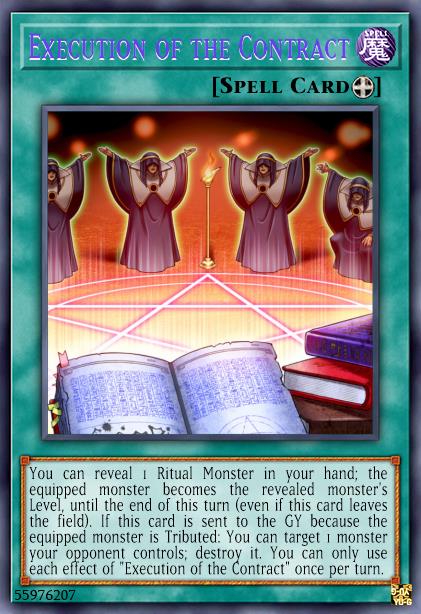 EXECUTION OF THE CONTRACT
SPELL
魔
[SPELL CARD]
You can reveal 1 Ritual Monster in your hand; the
equipped monster becomes the revealed monster's
Level, until the end of this turn (even if this card leaves
the field). If this card is sent to the GY because the
equipped monster is Tributed: You can target 1 monster
your opponent controls; destroy it. You can only use
each effect of "Execution of the Contract" once per turn.
55976207